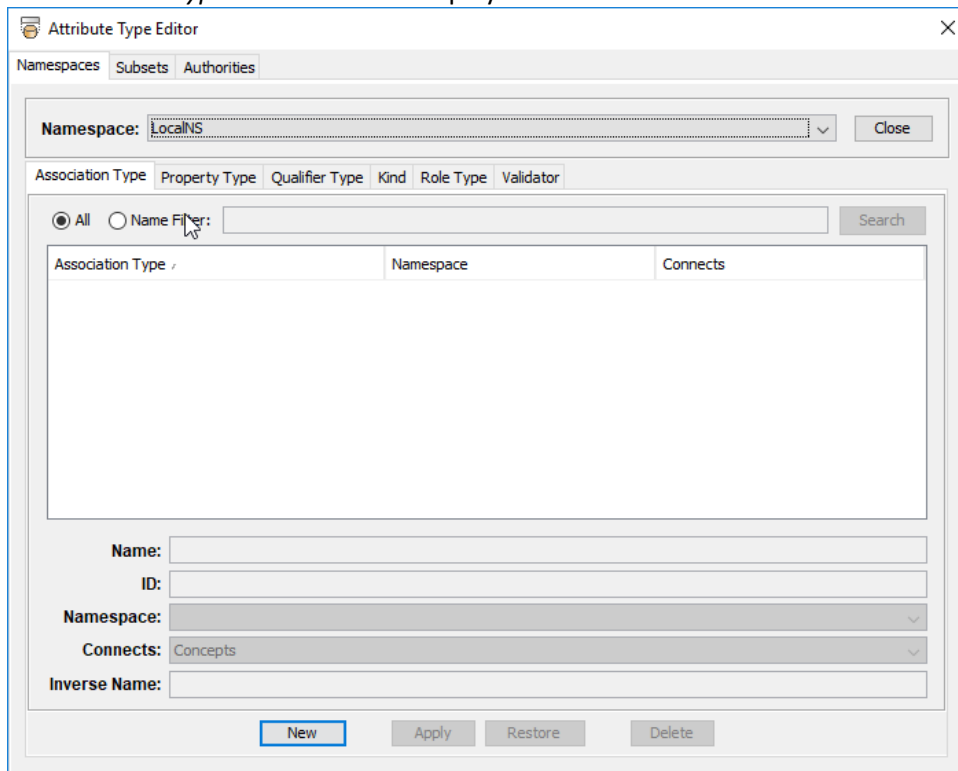 Attribute Type Editor
Namespaces Subsets Authorities
Namespace: LocalNS Close
Association Type Property Type Qualifier Type Kind Role Type Validator
All Name Filter: Search
Association Type Namespace Connects
Name:
ID:
Namespace:
Connects: Concepts
Inverse Name:
New Apply Restore Delete